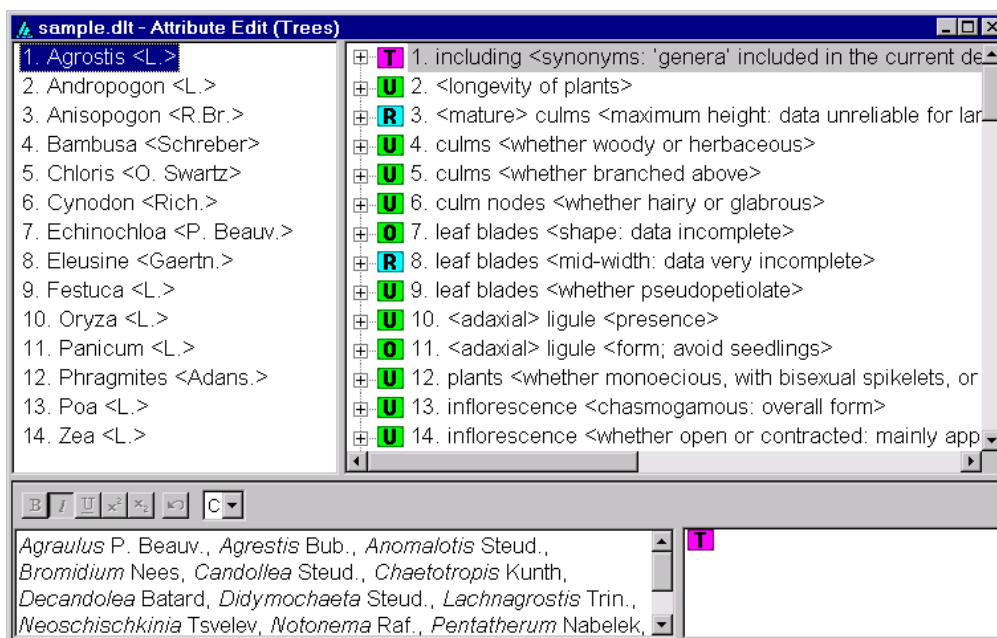 sample.dlt - Attribute Edit (Trees)
1. Agrostis <L.>
2. Andropogon <L.>
3. Anisopogon <R.Br.>
4. Bambusa <Schreber>
5. Chloris <O. Swartz>
6. Cynodon <Rich.>
7. Echinochloa <P. Beauv.>
8. Eleusine <Gaertn.>
9. Festuca <L.>
10. Oryza <L.>
11. Panicum <L.>
12. Phragmites <Adans.>
13. Poa <L.>
14. Zea <L.>
T 1. including <synonyms: 'genera' included in the current de
U 2. <longevity of plants>
R 3. <mature> culms <maximum height: data unreliable for lar
U 4. culms <whether woody or herbaceous>
U 5. culms <whether branched above>
U 6. culm nodes <whether hairy or glabrous>
O 7. leaf blades <shape: data incomplete>
R 8. leaf blades <mid-width: data very incomplete>
U 9. leaf blades <whether pseudopetiolate>
U 10. <adaxial> ligule <presence>
O 11. <adaxial> ligule <form; avoid seedlings>
U 12. plants <whether monoecious, with bisexual spikelets, or
U 13. inflorescence <chasmogamous: overall form>
U 14. inflorescence <whether open or contracted: mainly app
B I U x² x₂ C
Agraulus P. Beauv., Agrestis Bub., Anomalotis Steud.,
Bromidium Nees, Candollea Steud., Chaetotropis Kunth,
Decandolea Batard, Didymochaeta Steud., Lachnagrostis Trin.,
Neoschischkinia Tsvelev, Notonema Raf., Pentatherum Nabelek,
T